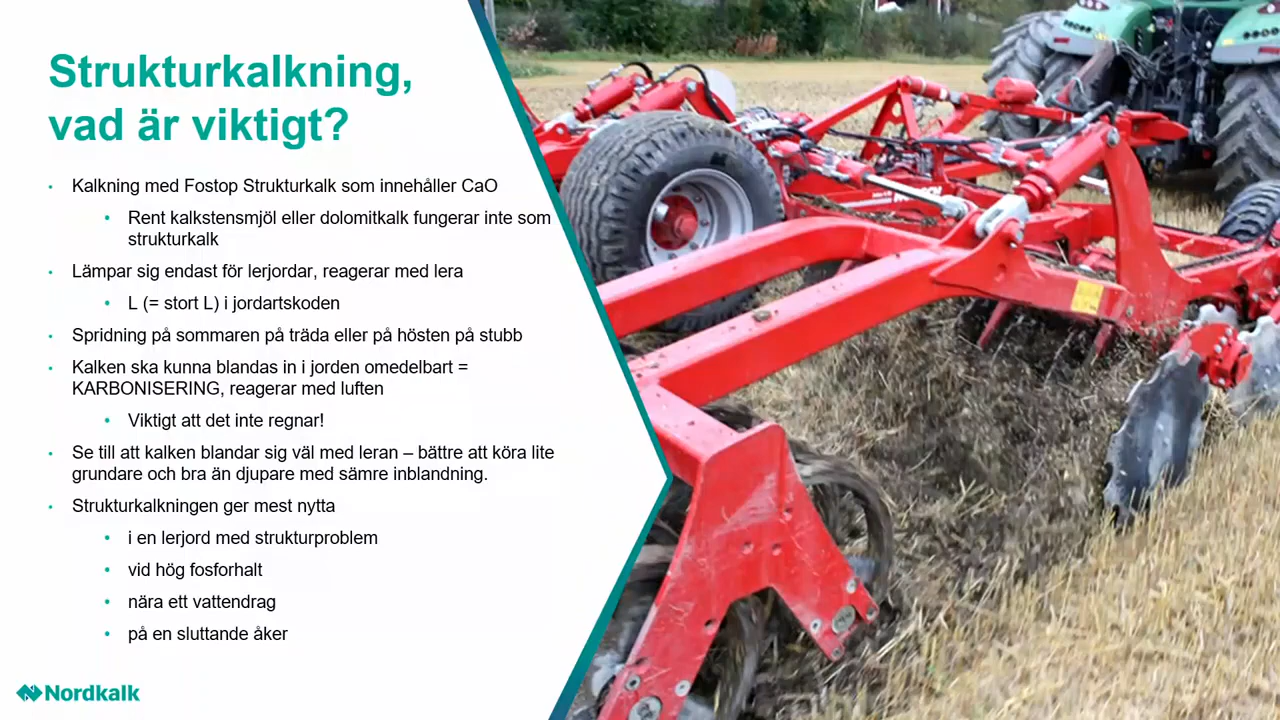 Strukturkalkning,
vad är viktigt?
• Kalkning med Fostop Strukturkalk som innehåller CaO
• Rent kalkstensmjöl eller dolomitkalk fungerar inte som
strukturkalk
• Lämpar sig endast för lerjordar, reagerar med lera
• L (= stort L) i jordartskoden
• Spridning på sommaren på träda eller på hösten på stubb
• Kalken ska kunna blandas in i jorden omedelbart =
KARBONISERING, reagerar med luften
• Viktigt att det inte regnar!
• Se till att kalken blandar sig väl med leran – bättre att köra lite
grundare och bra än djupare med sämre inblandning.
• Strukturkalkningen ger mest nytta
• i en lerjord med strukturproblem
• vid hög fosforhalt
• nära ett vattendrag
• på en sluttande åker
Nordkalk